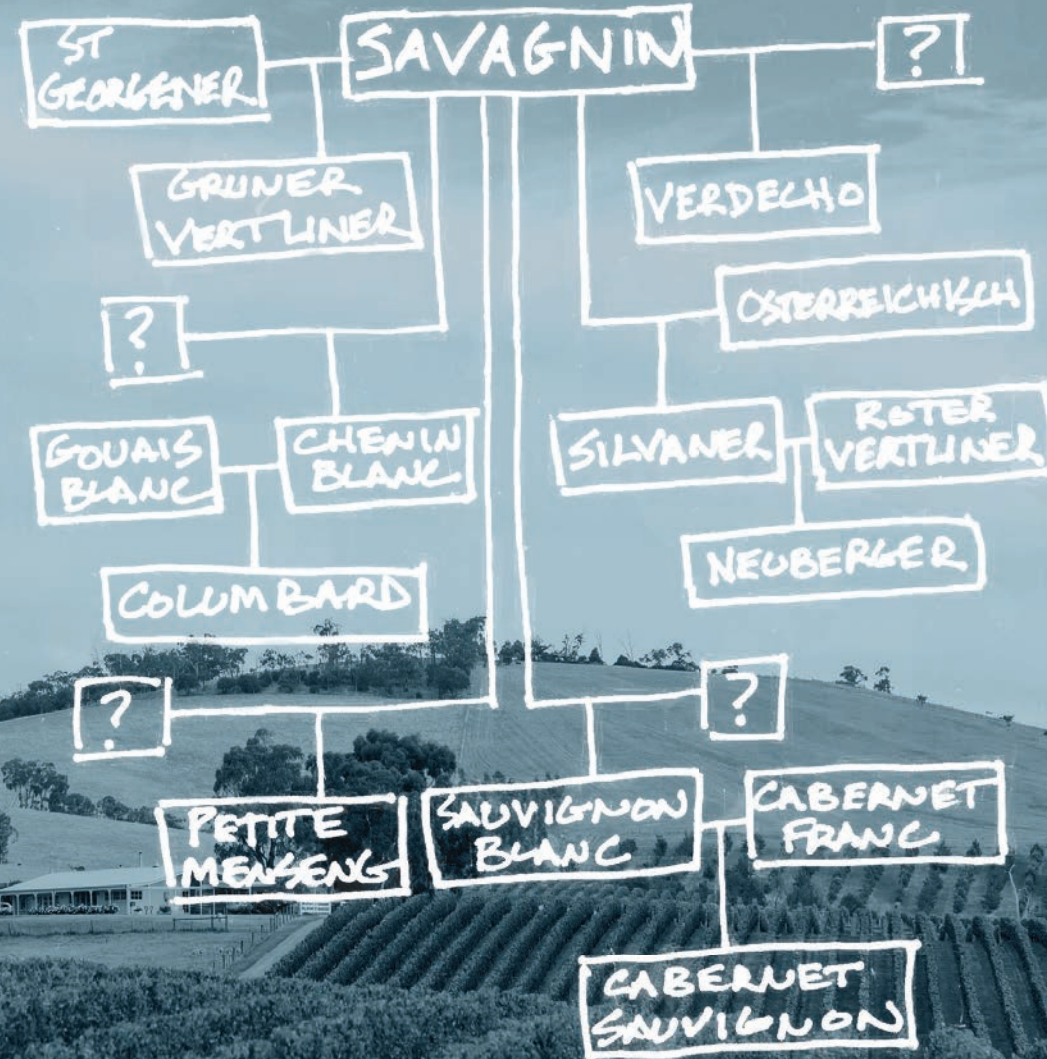 ST
GEORGENER
SAVAGNIN
?
GRUNER
VERTLINER
VERDECHO
?
OSTERREICHISCH
GOUAIS
BLANC
CHENIN
BLANC
SILVANER
ROTER
VERTLINER
COLUMBARD
NEUBERGER
?
?
PETITE
MENSENG
SAUVIGNON
BLANC
CABERNET
FRANC
CABERNET
SAUVIGNON